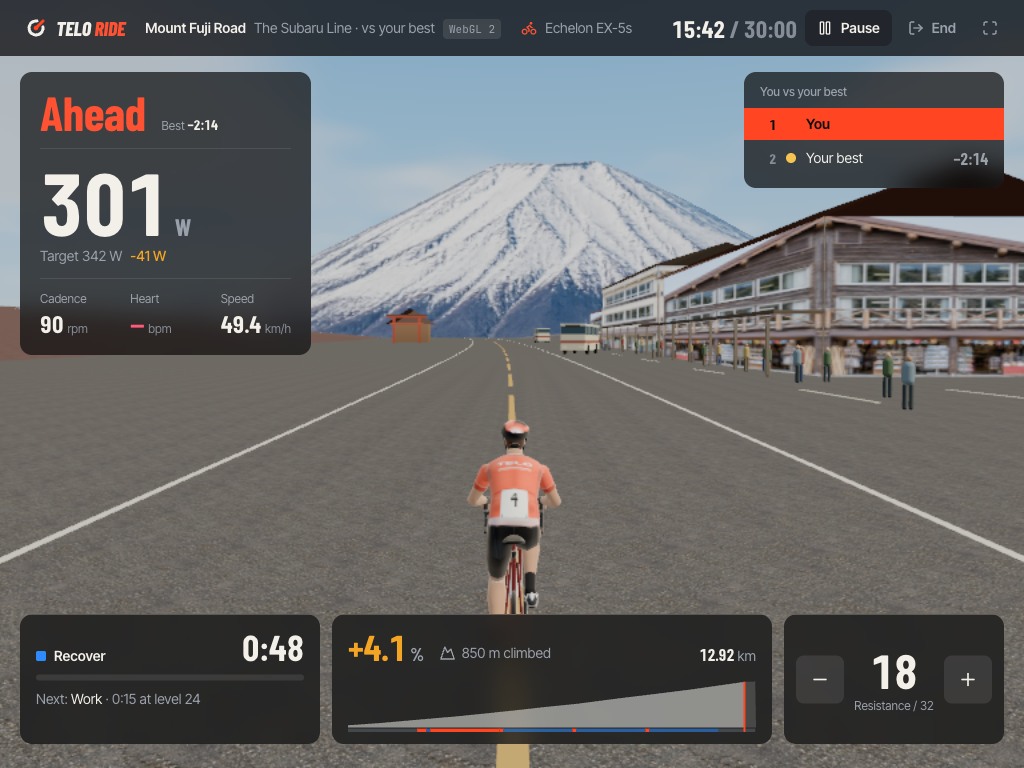 TELO RIDE Mount Fuji Road The Subaru Line · vs your best WebGL 2 Echelon EX-5s 15:42 / 30:00 Pause End
Ahead Best −2:14
301 W
Target 342 W -41 W
Cadence Heart Speed
90 rpm – bpm 49.4 km/h
You vs your best
1 You
2 Your best −2:14
TELO
4
Recover 0:48
Next: Work · 0:15 at level 24
+4.1 % 850 m climbed 12.92 km
− 18 +
Resistance / 32